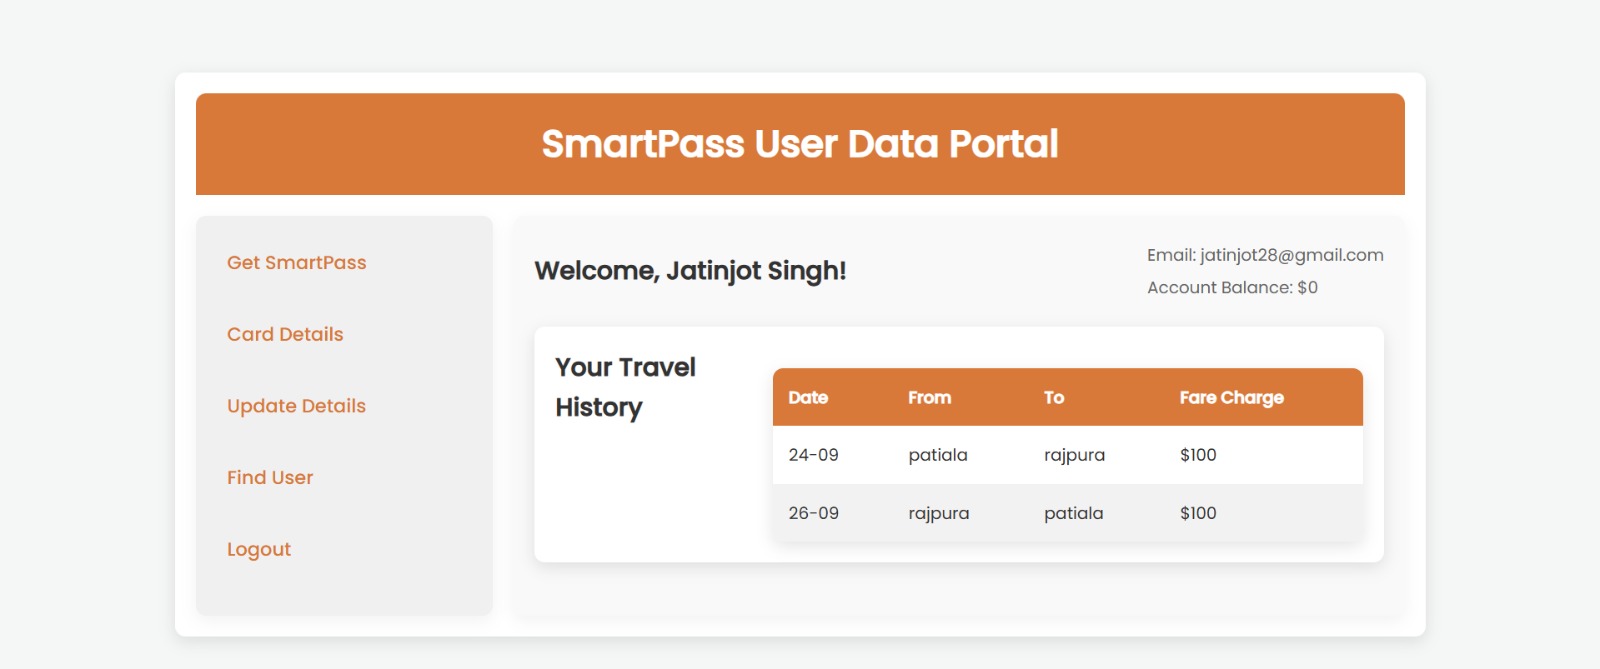 SmartPass User Data Portal
Get SmartPass
Card Details
Update Details
Find User
Logout
Welcome, Jatinjot Singh!
Email: jatinjot28@gmail.com
Account Balance: $0
Your Travel
History
Date From To Fare Charge
24-09 patiala rajpura $100
26-09 rajpura patiala $100